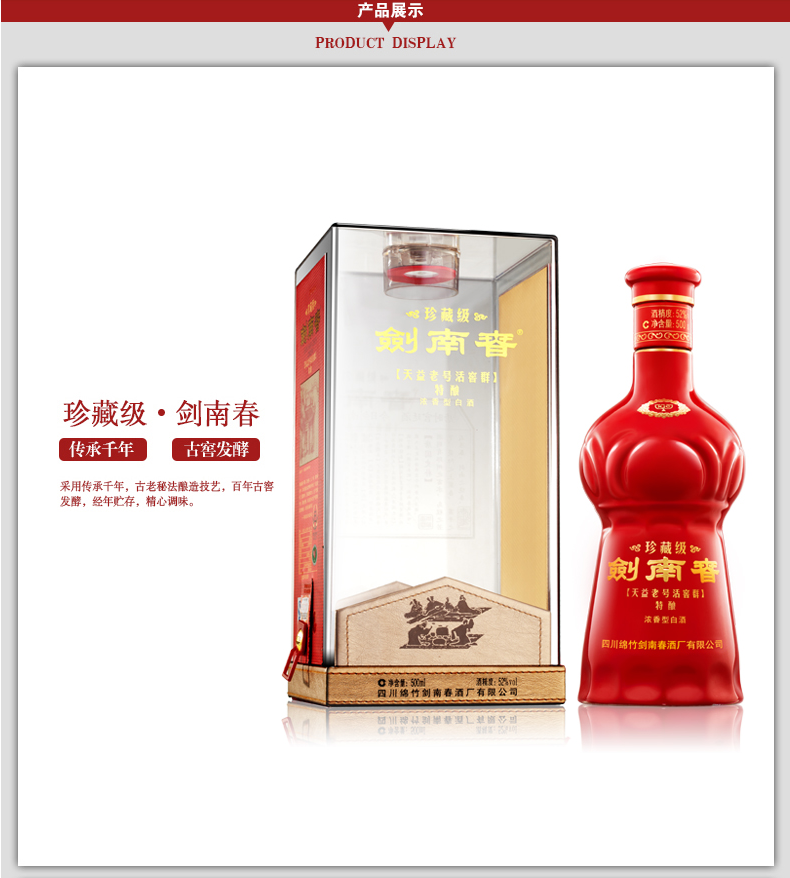 产品展示
PRODUCT DISPLAY
珍藏级·剑南春
传承千年 古窖发酵
采用传承千年，古老秘法酿造技艺，百年古窖
发酵，经年贮存，精心调味。
珍藏级
劍南春®
【天益老号活窖群】
特酿
浓香型白酒
C 净含量: 500ml 酒精度: 52%vol
四川绵竹剑南春酒厂有限公司
酒精度: 52%
C 净含量: 500
珍藏级
劍南春
【天益老号活窖群】
特酿
浓香型白酒
四川绵竹剑南春酒厂有限公司